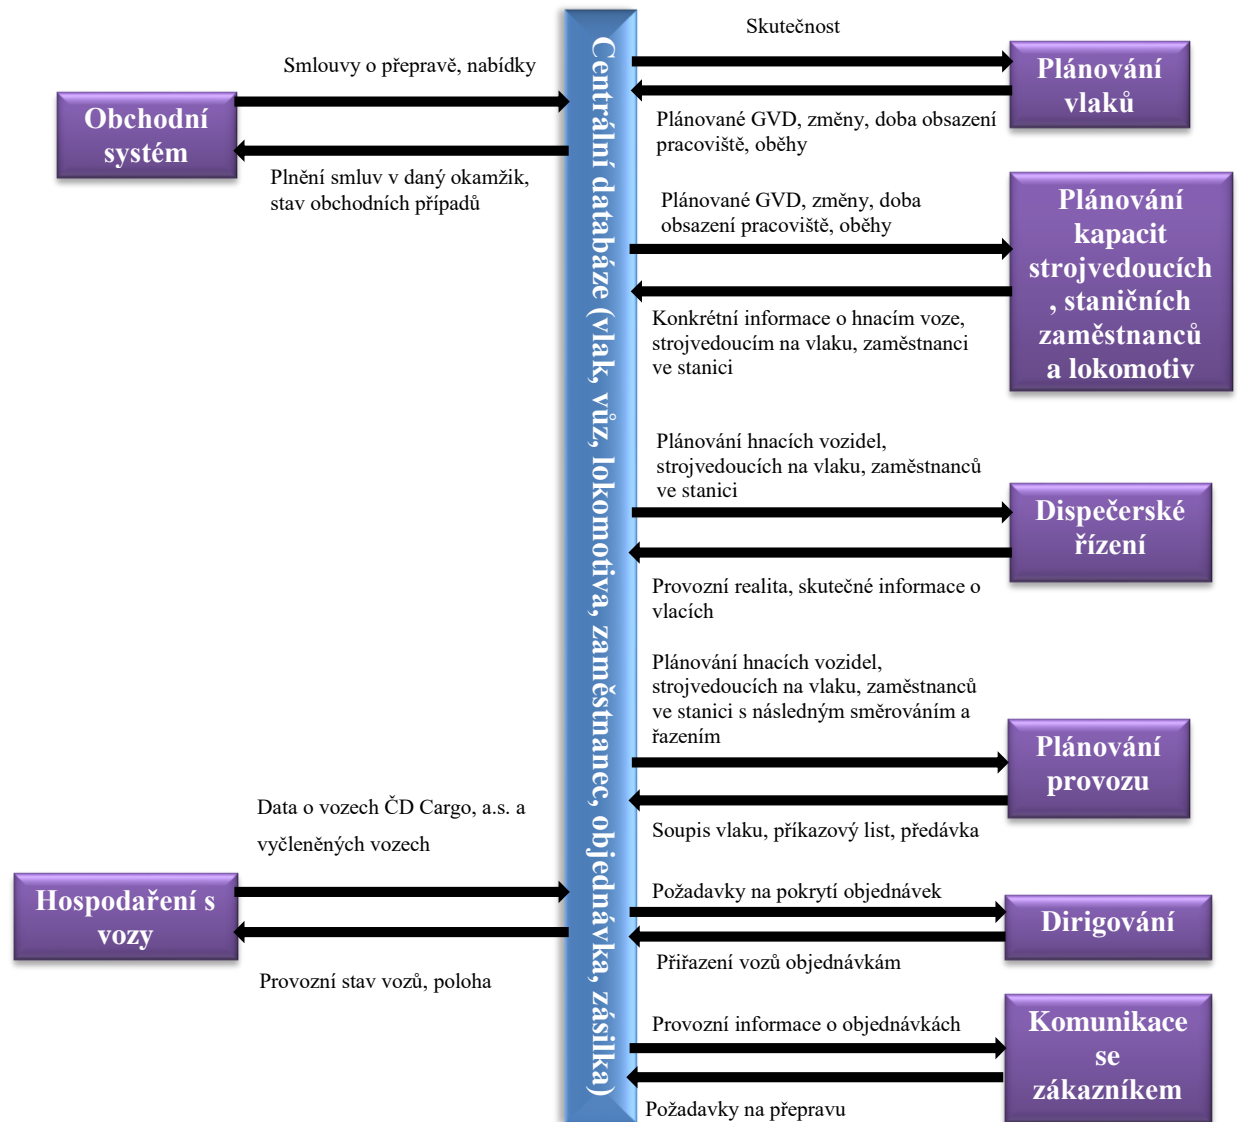 Skutečnost
Smlouvy o přepravě, nabídky
Plánování
vlaků
Obchodní
systém
Plánované GVD, změny, doba obsazení
pracoviště, oběhy
Plnění smluv v daný okamžik,
stav obchodních případů
Plánované GVD, změny, doba
obsazení pracoviště, oběhy
Plánování
kapacit
strojvedoucích
, staničních
zaměstnanců
a lokomotiv
Konkrétní informace o hnacím voze,
strojvedoucím na vlaku, zaměstnanci
ve stanici
Centrální databáze (vlak, vůz, lokomotiva, zaměstnanec, objednávka, zásilka)
Plánování hnacích vozidel,
strojvedoucích na vlaku, zaměstnanců
ve stanici
Dispečerské
řízení
Provozní realita, skutečné informace o
vlacích
Plánování hnacích vozidel,
strojvedoucích na vlaku, zaměstnanců
ve stanici s následným směrováním a
řazením
Plánování
provozu
Data o vozech ČD Cargo, a.s. a
vyčleněných vozech
Soupis vlaku, příkazový list, předávka
Hospodaření s
vozy
Požadavky na pokrytí objednávek
Dirigování
Přiřazení vozů objednávkám
Provozní stav vozů, poloha
Provozní informace o objednávkách
Komunikace
se
zákazníkem
Požadavky na přepravu